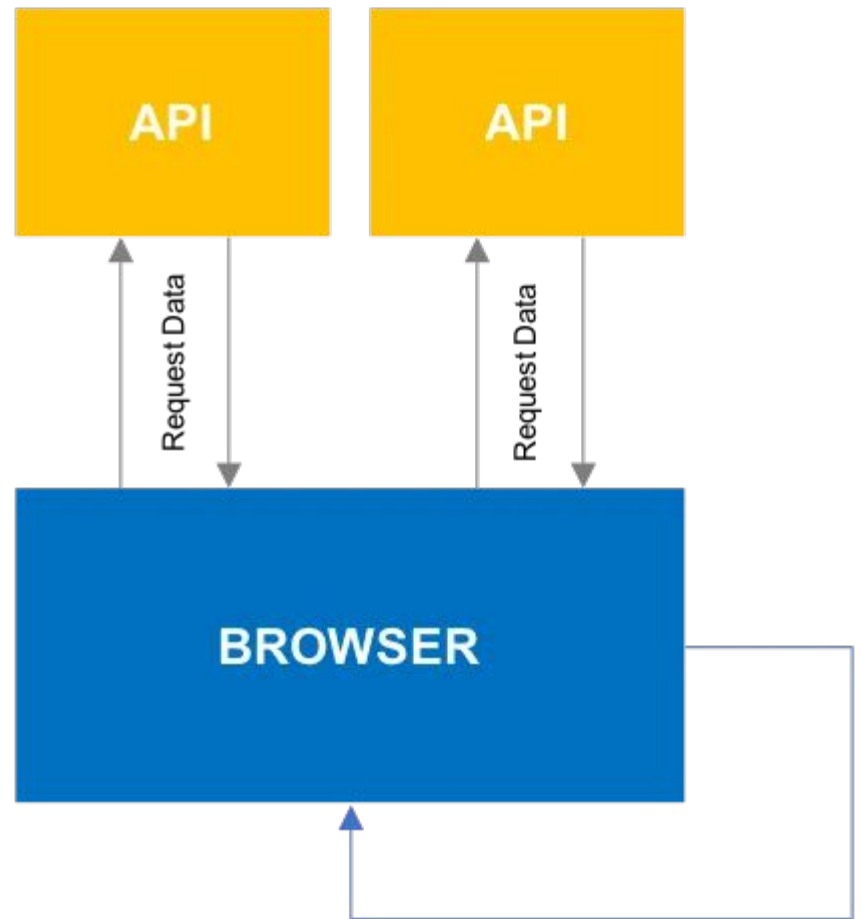 API
API
Request Data
Request Data
BROWSER